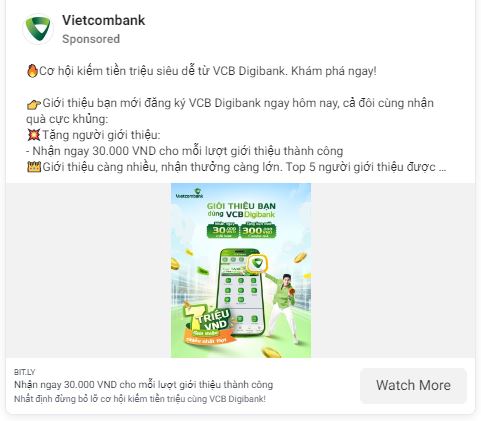 Vietcombank
Sponsored
🔥Cơ hội kiếm tiền triệu siêu dễ từ VCB Digibank. Khám phá ngay!
👉Giới thiệu bạn mới đăng ký VCB Digibank ngay hôm nay, cả đôi cùng nhận
quà cực khủng:
💥Tặng người giới thiệu:
- Nhận ngay 30.000 VND cho mỗi lượt giới thiệu thành công
👑Giới thiệu càng nhiều, nhận thưởng càng lớn. Top 5 người giới thiệu được ...
Vietcombank
GIỚI THIỆU BẠN
dùng VCB Digibank
30.000 VND
300.000 VND
7 TRIỆU
VND
BIT.LY
Nhận ngay 30.000 VND cho mỗi lượt giới thiệu thành công
Nhất định đừng bỏ lỡ cơ hội kiếm tiền triệu cùng VCB Digibank!
Watch More